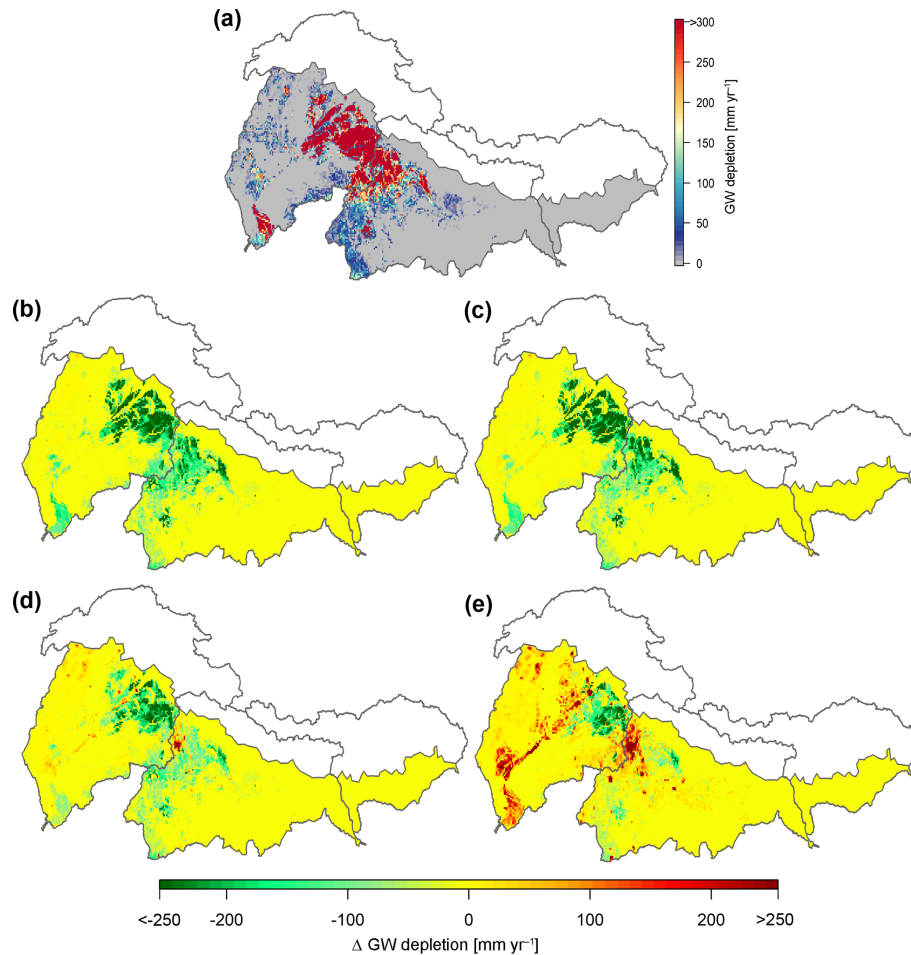 (a)
>300
250
200
150
100
50
0
GW depletion [mm yr⁻¹]
(b)
(c)
(d)
(e)
<-250 -200 -100 0 100 200 >250
Δ GW depletion [mm yr⁻¹]